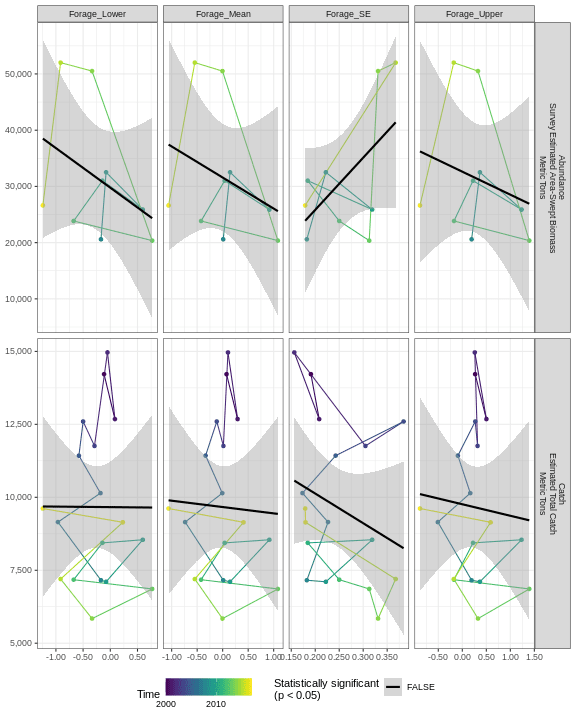 Forage_Lower Forage_Mean Forage_SE Forage_Upper
50,000
40,000
30,000
20,000
10,000
Abundance
Survey Estimated Area-Swept Biomass
Metric Tons
15,000
12,500
10,000
7,500
5,000
Catch
Estimated Total Catch
Metric Tons
-1.00 -0.50 0.00 0.50 -1.00 -0.50 0.00 0.50 1.00 0.150 0.200 0.250 0.300 0.350 -0.50 0.00 0.50 1.00 1.50
Time
2000 2010
Statistically significant
(p < 0.05)
FALSE